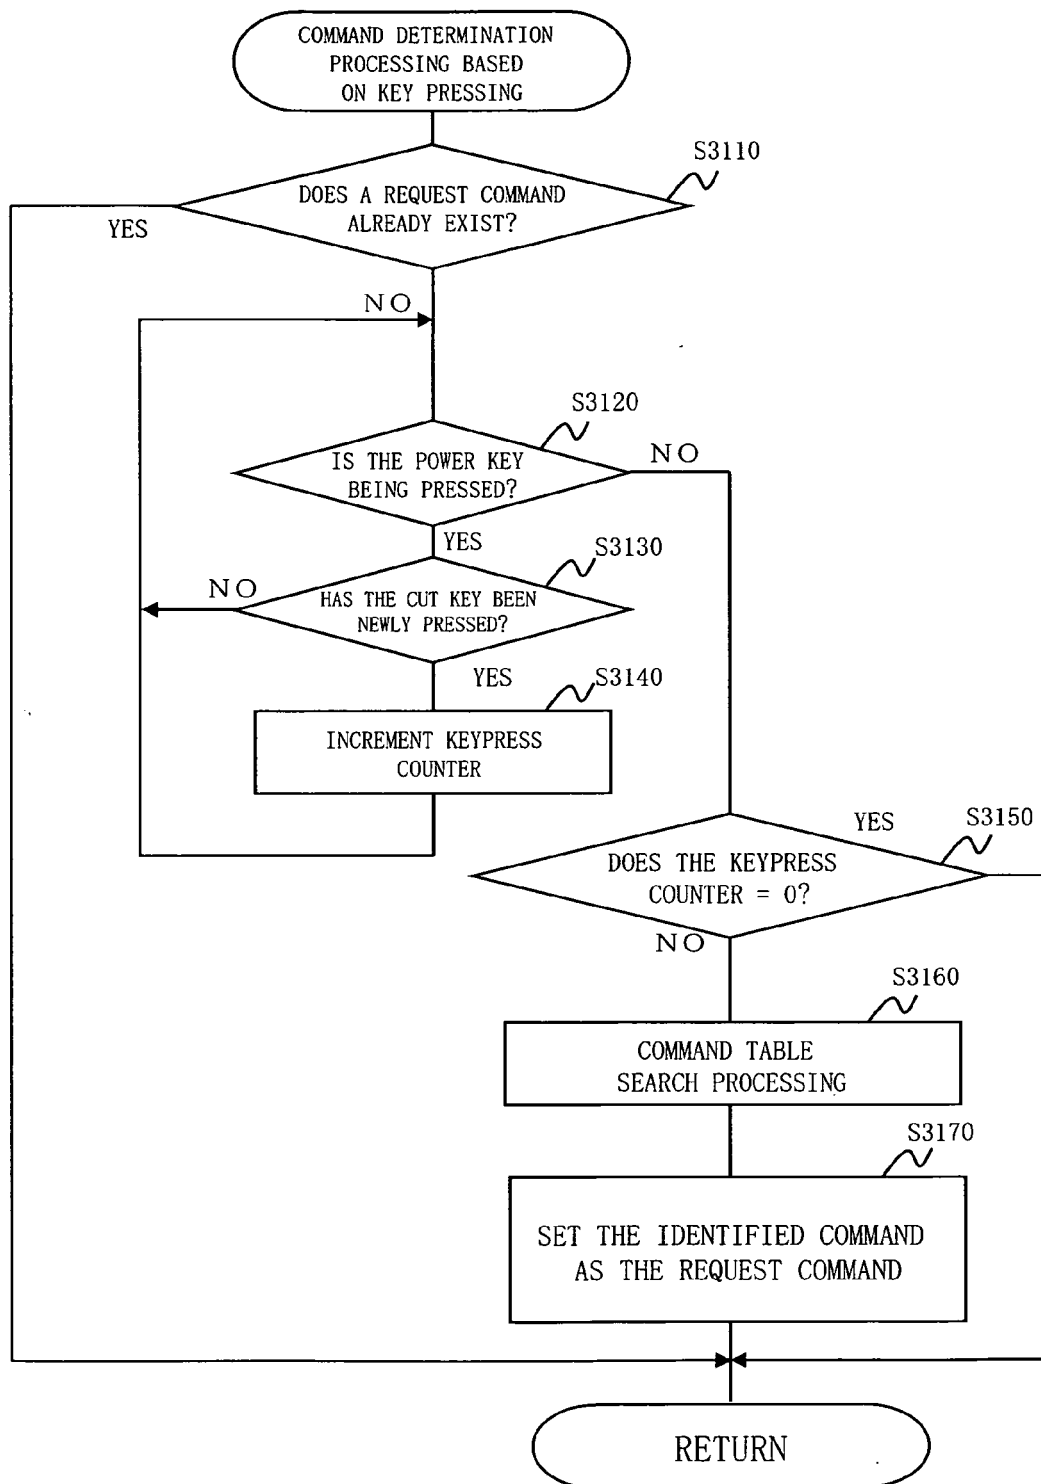 COMMAND DETERMINATION
PROCESSING BASED
ON KEY PRESSING
S3110
DOES A REQUEST COMMAND
ALREADY EXIST?
YES
NO
S3120
IS THE POWER KEY
BEING PRESSED?
NO
YES
S3130
NO
HAS THE CUT KEY BEEN
NEWLY PRESSED?
YES
S3140
INCREMENT KEYPRESS
COUNTER
YES
S3150
DOES THE KEYPRESS
COUNTER = 0?
NO
S3160
COMMAND TABLE
SEARCH PROCESSING
S3170
SET THE IDENTIFIED COMMAND
AS THE REQUEST COMMAND
RETURN